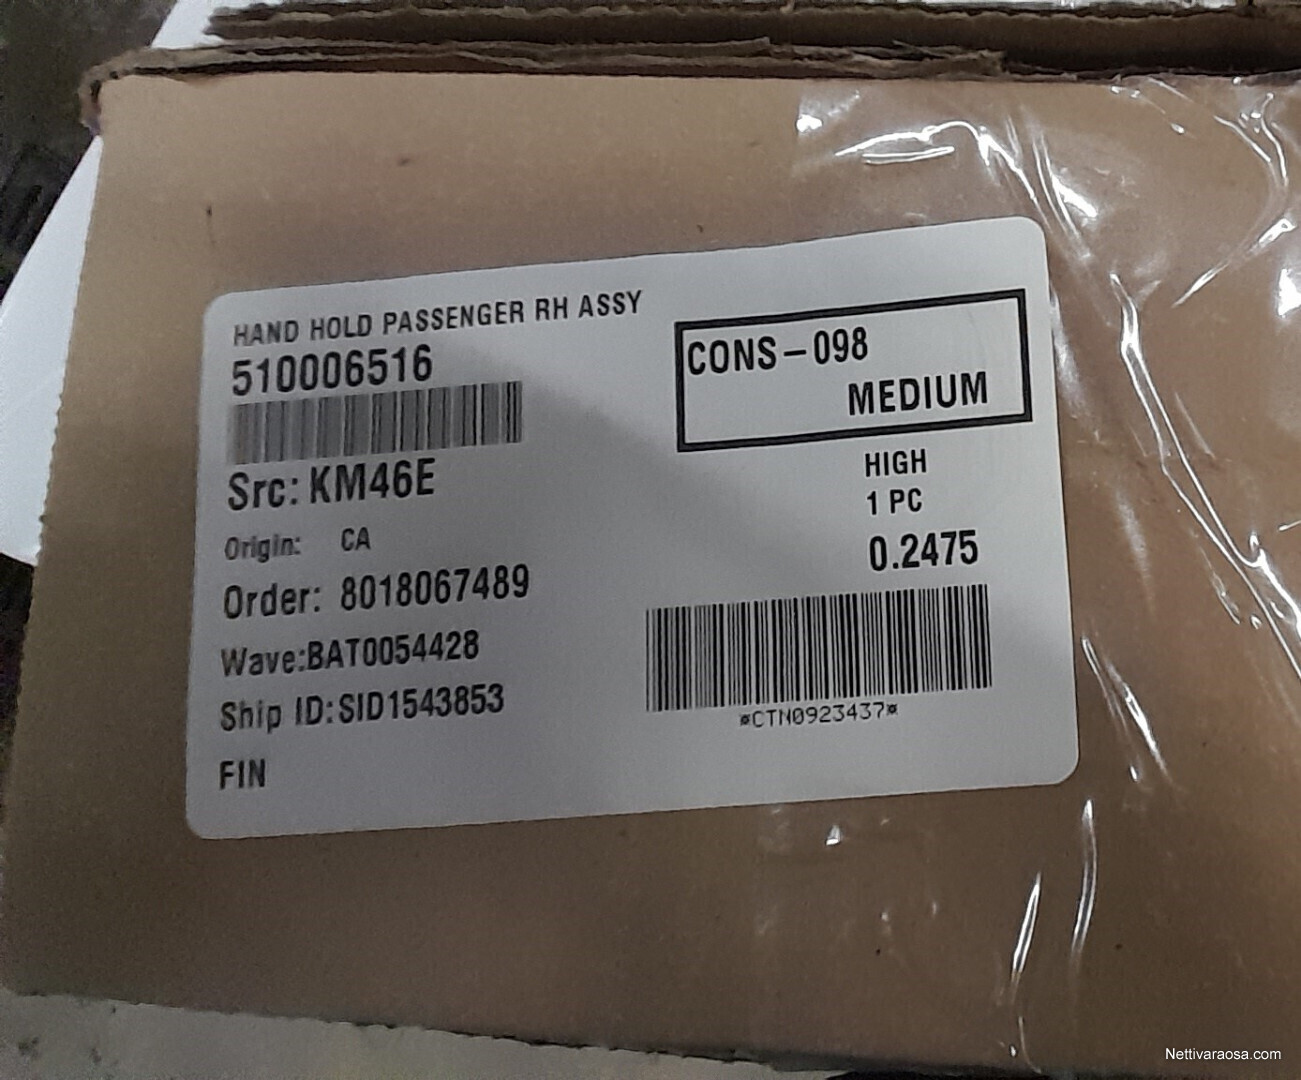 HAND HOLD PASSENGER RH ASSY
510006516
Src: KM46E
Origin: CA
Order: 8018067489
Wave:BAT0054428
Ship ID:SID1543853
FIN
CONS-098
MEDIUM
HIGH
1 PC
0.2475
*CTN0923437*
Nettivaraosa.com